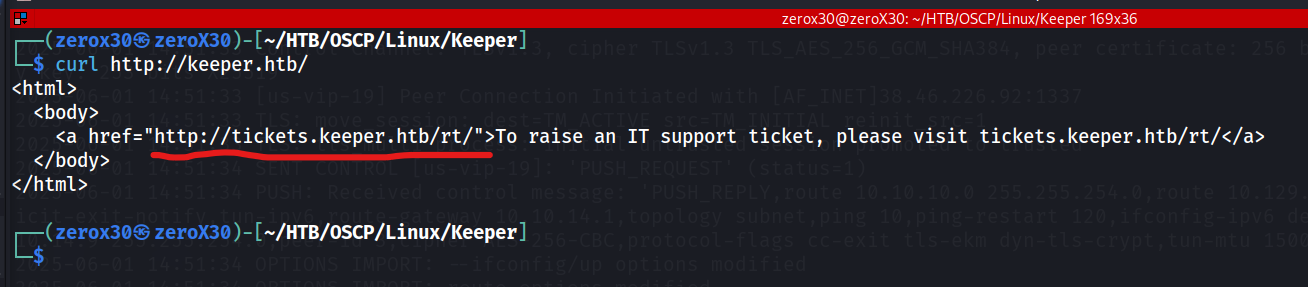 zerox30@zeroX30: ~/HTB/OSCP/Linux/Keeper 169x36
┌──(zerox30㉿zeroX30)-[~/HTB/OSCP/Linux/Keeper]
└─$ curl http://keeper.htb/
<html>
  <body>
    <a href="http://tickets.keeper.htb/rt/">To raise an IT support ticket, please visit tickets.keeper.htb/rt/</a>
  </body>
</html>
┌──(zerox30㉿zeroX30)-[~/HTB/OSCP/Linux/Keeper]
└─$